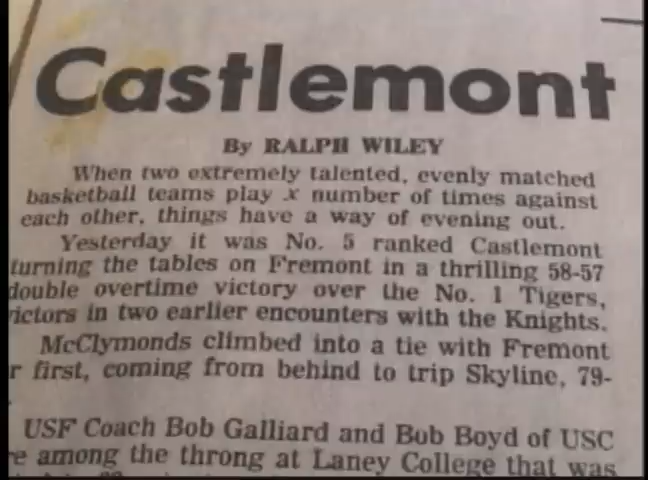 Castlemont
By RALPH WILEY
When two extremely talented, evenly matched
basketball teams play x number of times against
each other, things have a way of evening out.
Yesterday it was No. 5 ranked Castlemont
turning the tables on Fremont in a thrilling 58-57
double overtime victory over the No. 1 Tigers,
ictors in two earlier encounters with the Knights.
McClymonds climbed into a tie with Fremont
r first, coming from behind to trip Skyline, 79-
USF Coach Bob Galliard and Bob Boyd of USC
e among the throng at Laney College that was